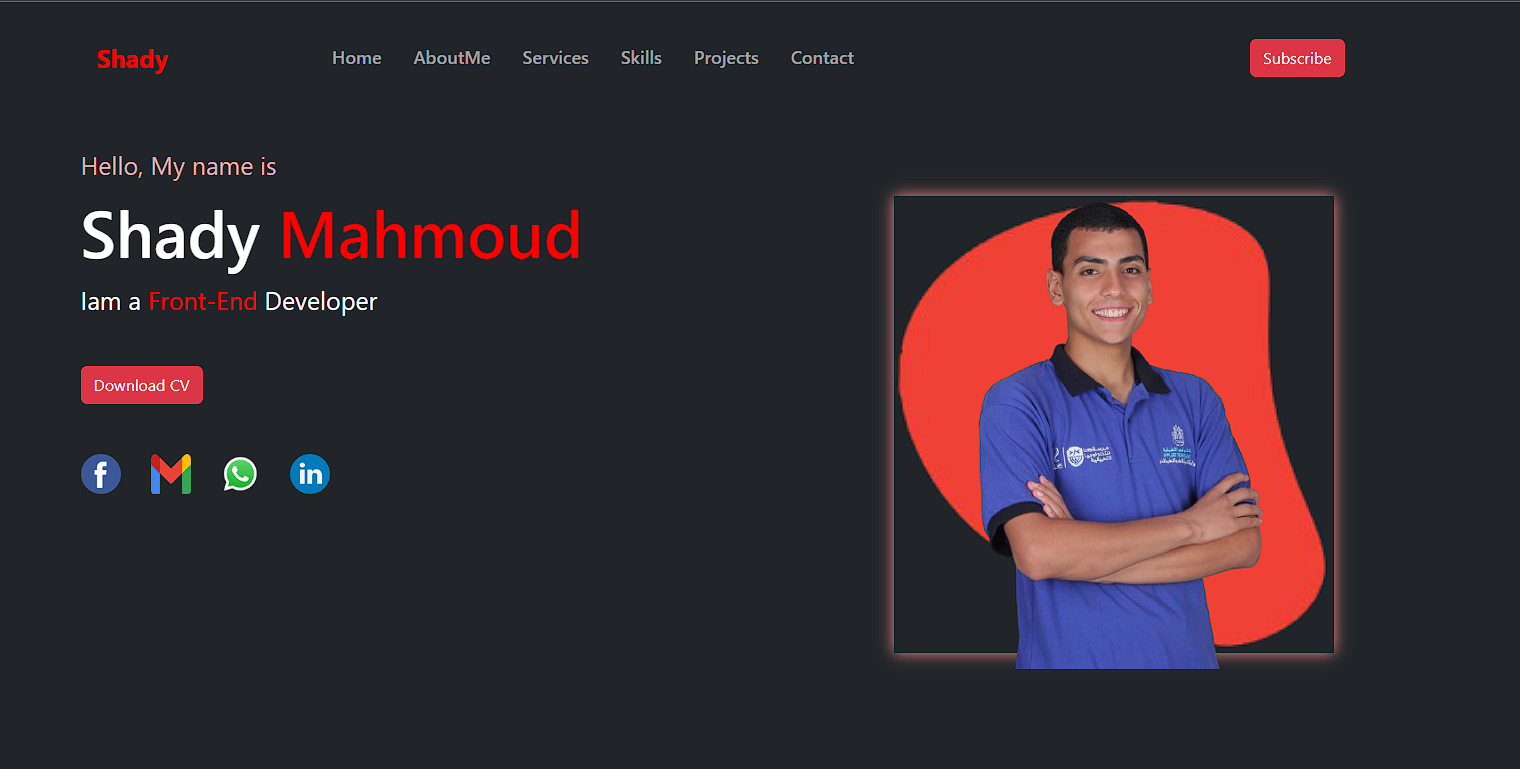 Shady
Home AboutMe Services Skills Projects Contact
Subscribe
Hello, My name is
Shady Mahmoud
Iam a Front-End Developer
Download CV
f
in